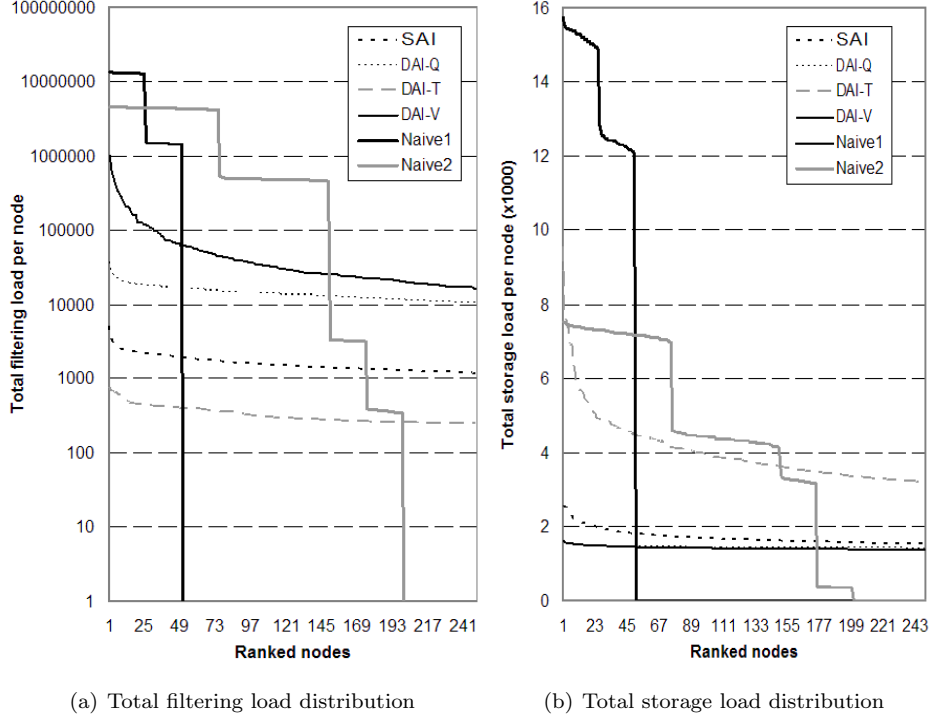 100000000
10000000
1000000
100000
10000
1000
100
10
1
Total filtering load per node
SAI
DAI-Q
DAI-T
DAI-V
Naive1
Naive2
1 25 49 73 97 121 145 169 193 217 241
Ranked nodes
(a) Total filtering load distribution
16
14
12
10
8
6
4
2
0
Total storage load per node (x1000)
SAI
DAI-Q
DAI-T
DAI-V
Naive1
Naive2
1 23 45 67 89 111 133 155 177 199 221 243
Ranked nodes
(b) Total storage load distribution